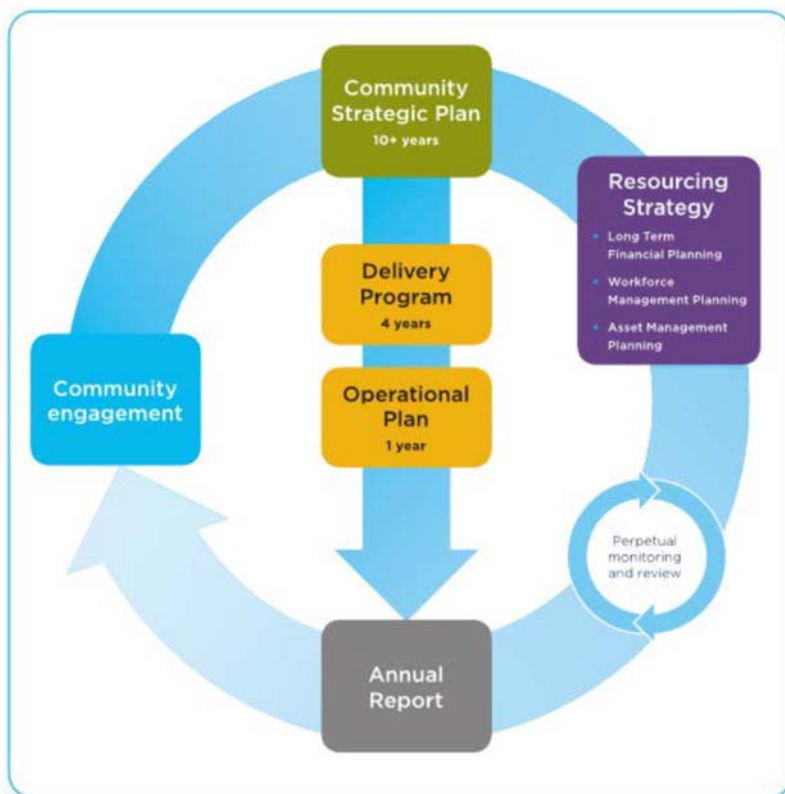 Community
Strategic Plan
10+ years
Resourcing
Strategy
• Long Term
Financial Planning
• Workforce
Management Planning
• Asset Management
Planning
Delivery
Program
4 years
Community
engagement
Operational
Plan
1 year
Perpetual
monitoring
and review
Annual
Report